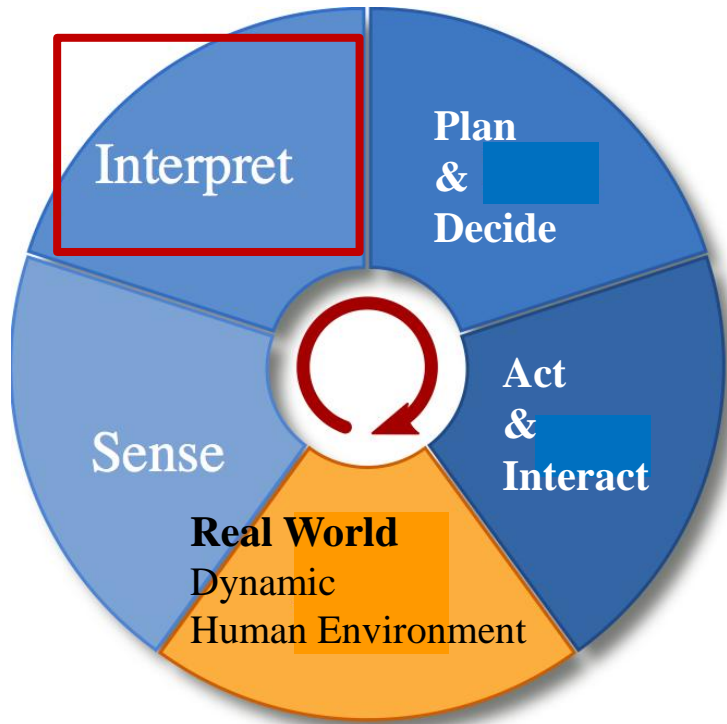 Interpret
Plan
&
Decide
Sense
Act
&
Interact
Real World
Dynamic
Human Environment